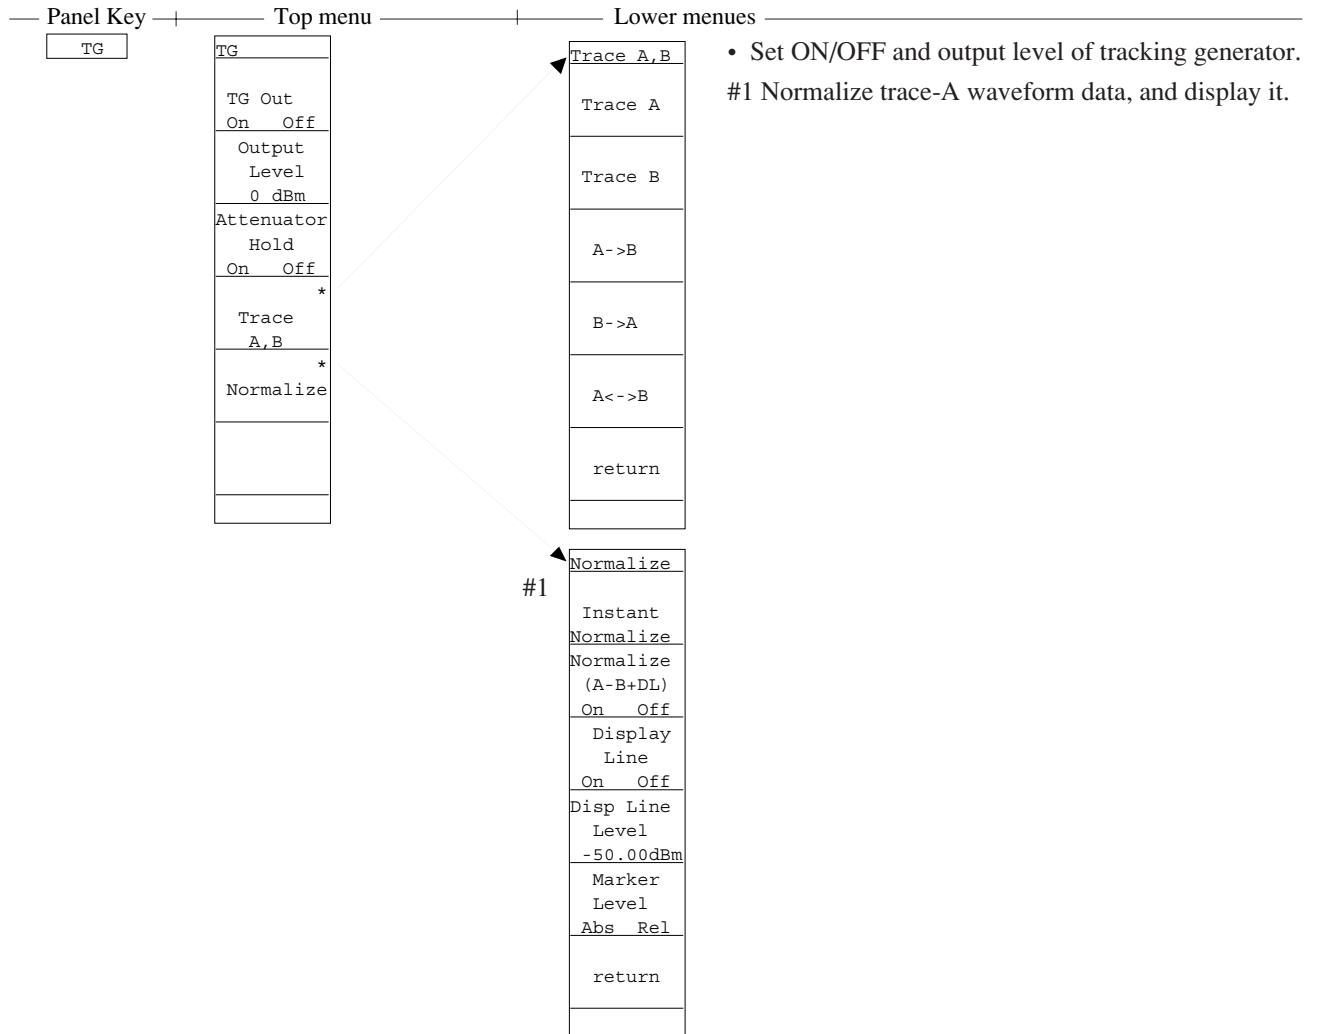 Panel Key
Top menu
Lower menues
TG
TG
TG Out
On Off
Output
Level
0 dBm
Attenuator
Hold
On Off
*
Trace
A,B
*
Normalize
Trace A,B
Trace A
Trace B
A->B
B->A
A<->B
return
• Set ON/OFF and output level of tracking generator.
#1 Normalize trace-A waveform data, and display it.
#1
Normalize
Instant
Normalize
Normalize
(A-B+DL)
On Off
Display
Line
On Off
Disp Line
Level
-50.00dBm
Marker
Level
Abs Rel
return